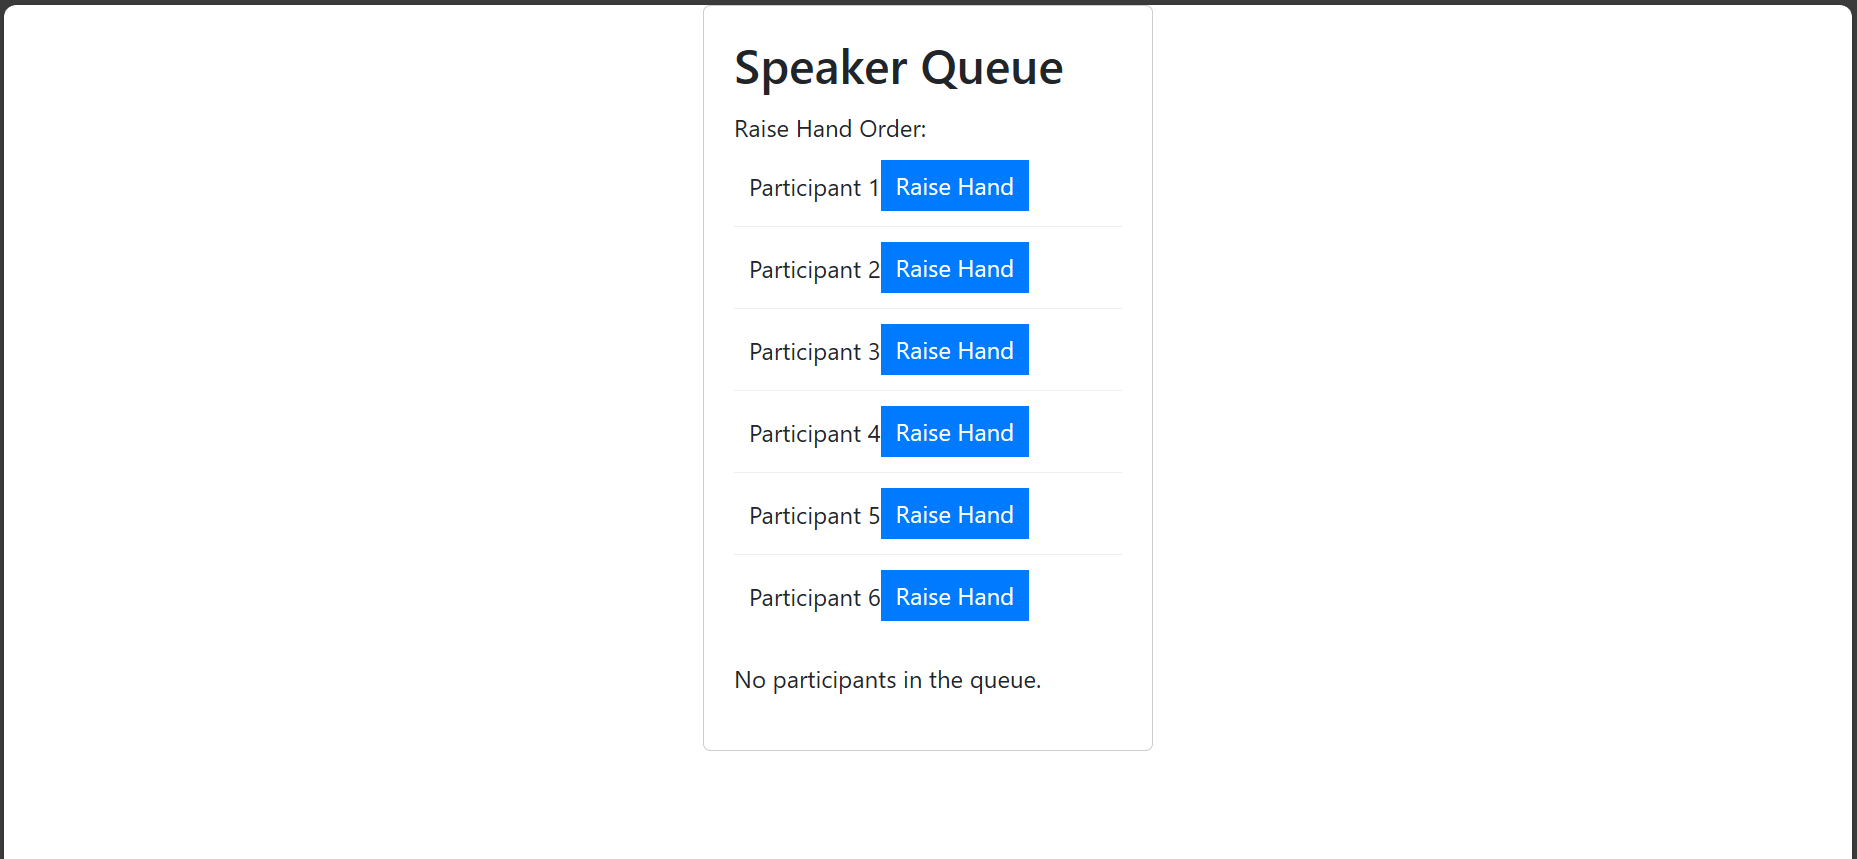 Speaker Queue
Raise Hand Order:
Participant 1 Raise Hand
Participant 2 Raise Hand
Participant 3 Raise Hand
Participant 4 Raise Hand
Participant 5 Raise Hand
Participant 6 Raise Hand
No participants in the queue.